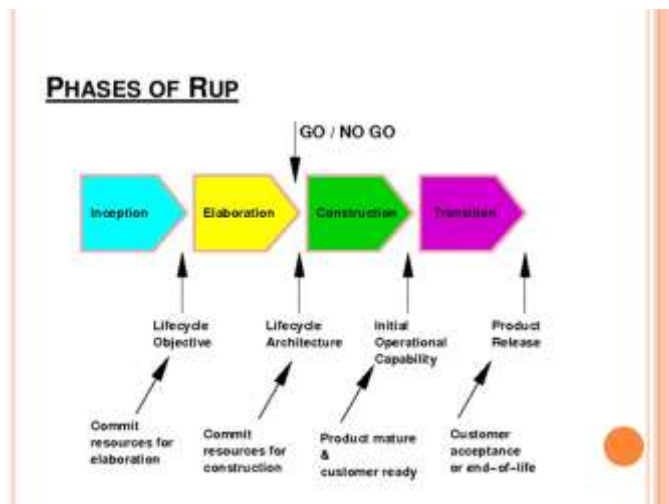 PHASES OF RUP
GO / NO GO
Inception
Elaboration
Construction
Transition
Lifecycle
Objective
Lifecycle
Architecture
Initial
Operational
Capability
Product
Release
Commit
resources for
elaboration
Commit
resources for
construction
Product mature
&
customer ready
Customer
acceptance
or end-of-life